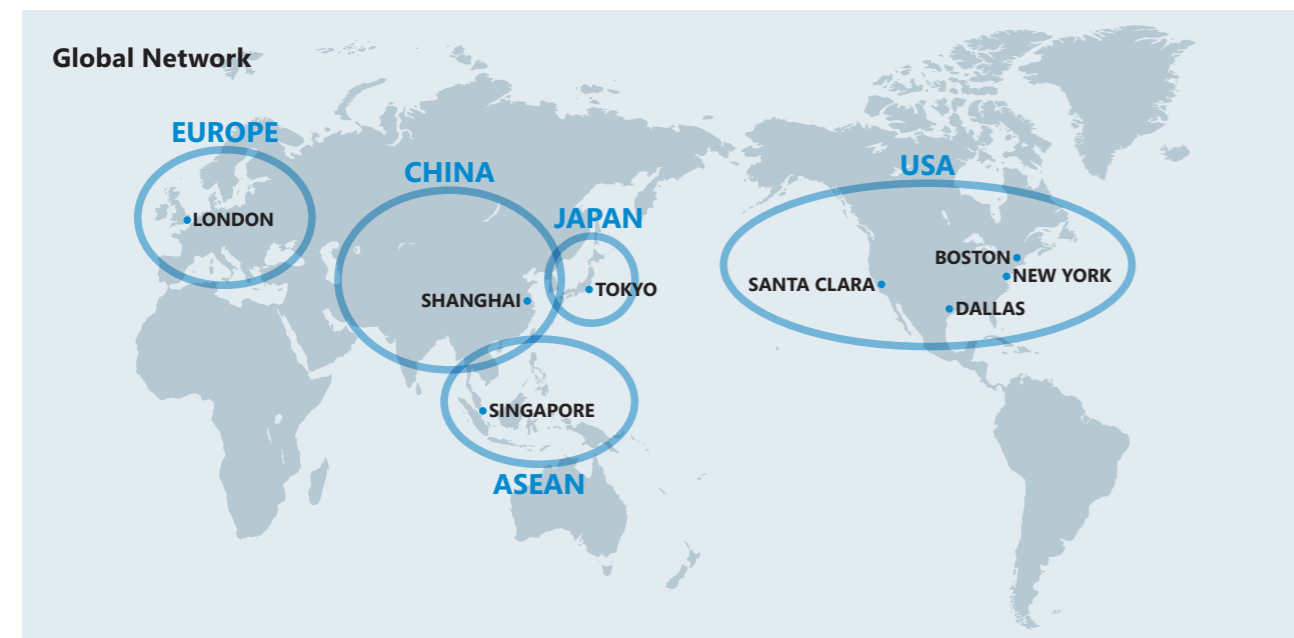 Global Network
EUROPE
LONDON
CHINA
SHANGHAI
JAPAN
TOKYO
ASEAN
SINGAPORE
USA
BOSTON
NEW YORK
SANTA CLARA
DALLAS